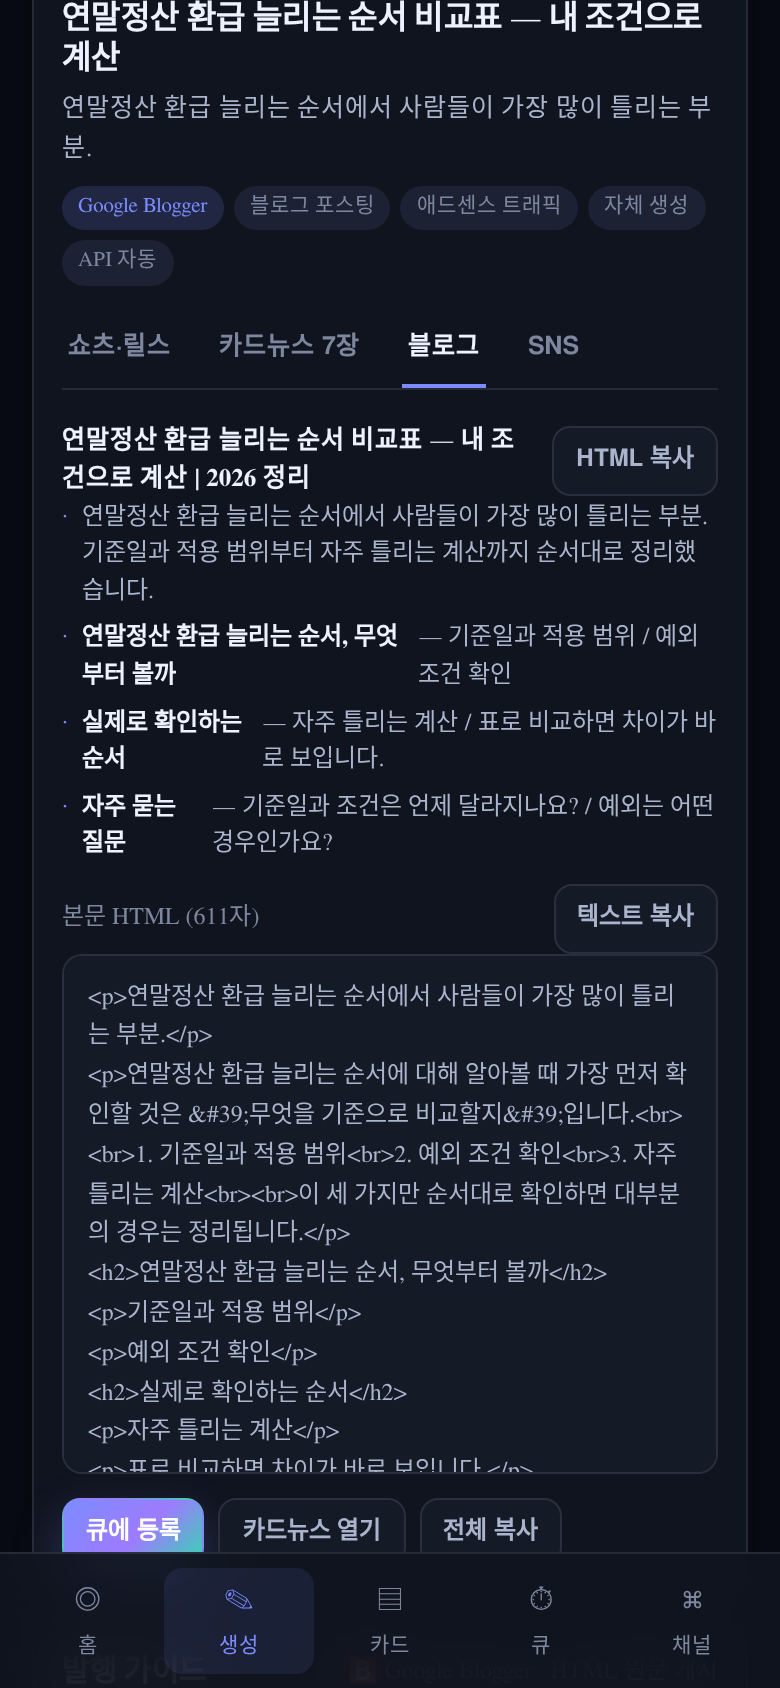 연말정산 환급 늘리는 순서 비교표 — 내 조건으로
계산
연말정산 환급 늘리는 순서에서 사람들이 가장 많이 틀리는 부
분.
Google Blogger 블로그 포스팅 애드센스 트래픽 자체 생성
API 자동
쇼츠·릴스 카드뉴스 7장 블로그 SNS
연말정산 환급 늘리는 순서 비교표 — 내 조
건으로 계산 | 2026 정리
HTML 복사
· 연말정산 환급 늘리는 순서에서 사람들이 가장 많이 틀리는 부분.
기준일과 적용 범위부터 자주 틀리는 계산까지 순서대로 정리했
습니다.
· 연말정산 환급 늘리는 순서, 무엇 — 기준일과 적용 범위 / 예외
부터 볼까 조건 확인
· 실제로 확인하는 — 자주 틀리는 계산 / 표로 비교하면 차이가 바
순서 로 보입니다.
· 자주 묻는 — 기준일과 조건은 언제 달라지나요? / 예외는 어떤
질문 경우인가요?
본문 HTML (611자) 텍스트 복사
<p>연말정산 환급 늘리는 순서에서 사람들이 가장 많이 틀리
는 부분.</p>
<p>연말정산 환급 늘리는 순서에 대해 알아볼 때 가장 먼저 확
인할 것은 &#39;무엇을 기준으로 비교할지&#39;입니다.<br>
<br>1. 기준일과 적용 범위<br>2. 예외 조건 확인<br>3. 자주
틀리는 계산<br><br>이 세 가지만 순서대로 확인하면 대부분
의 경우는 정리됩니다.</p>
<h2>연말정산 환급 늘리는 순서, 무엇부터 볼까</h2>
<p>기준일과 적용 범위</p>
<p>예외 조건 확인</p>
<h2>실제로 확인하는 순서</h2>
<p>자주 틀리는 계산</p>
<p>표로 비교하면 차이가 바로 보입니다.</p>
큐에 등록 카드뉴스 열기 전체 복사
홈 생성 카드 큐 채널
발행 가이드 B Google Blogger